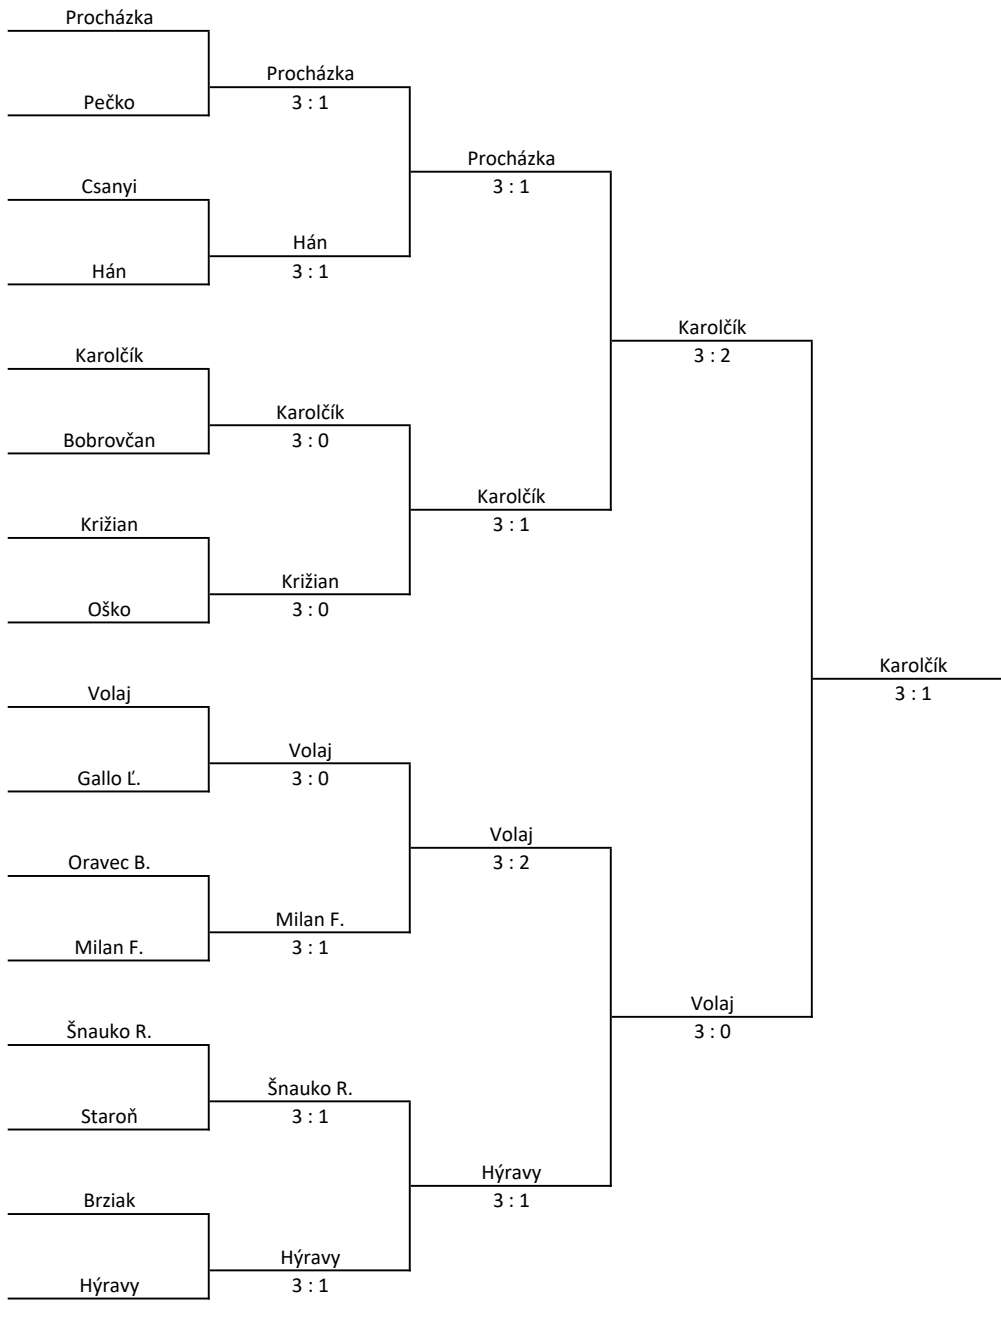 Procházka
Procházka
Pečko
3 : 1
Procházka
Csanyi
3 : 1
Hán
Hán
3 : 1
Karolčík
Karolčík
3 : 2
Karolčík
Bobrovčan
3 : 0
Karolčík
Križian
3 : 1
Križian
Oško
3 : 0
Karolčík
Volaj
3 : 1
Volaj
Gallo Ľ.
3 : 0
Volaj
Oravec B.
3 : 2
Milan F.
Milan F.
3 : 1
Volaj
Šnauko R.
3 : 0
Šnauko R.
Staroň
3 : 1
Hýravy
Brziak
3 : 1
Hýravy
Hýravy
3 : 1